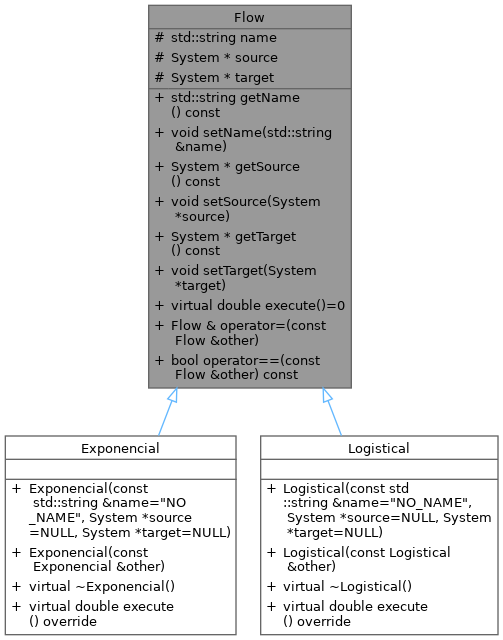 Flow
# std::string name
# System * source
# System * target
+ std::string getName
() const
+ void setName(std::string
&name)
+ System * getSource
() const
+ void setSource(System
*source)
+ System * getTarget
() const
+ void setTarget(System
*target)
+ virtual double execute()=0
+ Flow & operator=(const
Flow &other)
+ bool operator==(const
Flow &other) const
Exponencial
+ Exponencial(const
std::string &name="NO
_NAME", System *source
=NULL, System *target=NULL)
+ Exponencial(const
Exponencial &other)
+ virtual ~Exponencial()
+ virtual double execute
() override
Logistical
+ Logistical(const std
::string &name="NO_NAME",
System *source=NULL, System
*target=NULL)
+ Logistical(const Logistical
&other)
+ virtual ~Logistical()
+ virtual double execute
() override